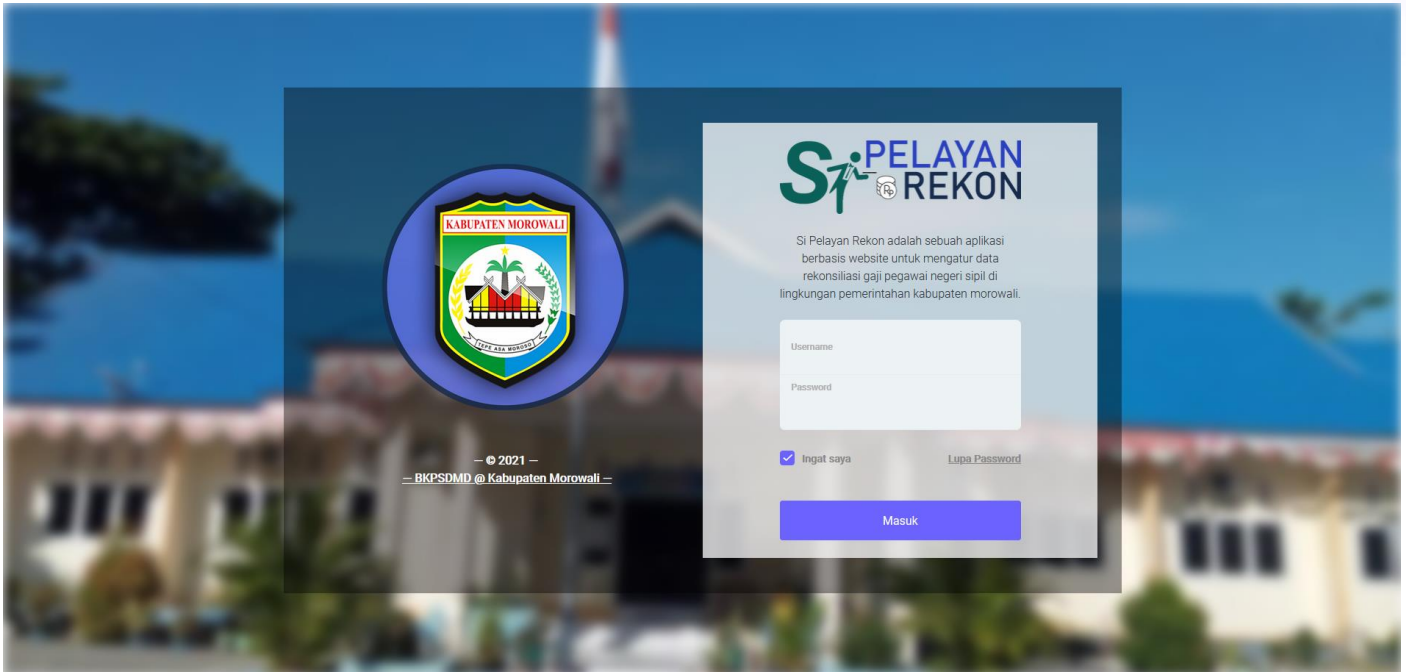 KABUPATEN MOROWALI
TEPE ASA MOROSO
– © 2021 –
– BKPSDMD @ Kabupaten Morowali –
Si PELAYAN
Rp REKON
Si Pelayan Rekon adalah sebuah aplikasi
berbasis website untuk mengatur data
rekonsiliasi gaji pegawai negeri sipil di
lingkungan pemerintahan kabupaten morowali.
Username
Password
Ingat saya
Lupa Password
Masuk